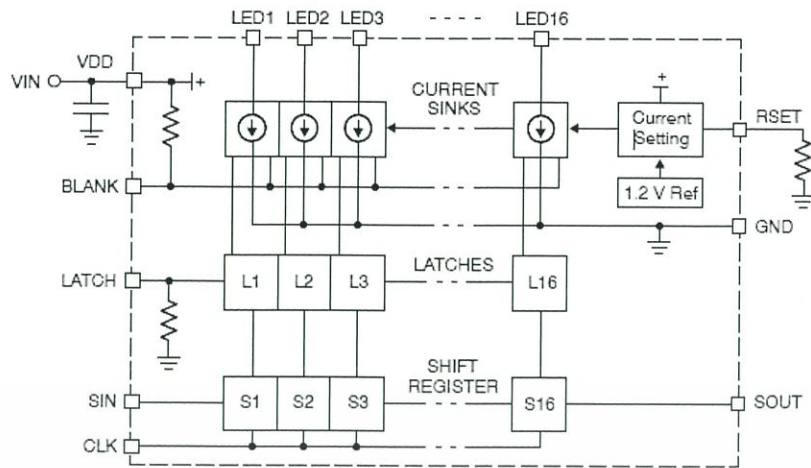 LED1 LED2 LED3 - - - - LED16
VIN
VDD
+
CURRENT
SINKS
+
Current
Setting
RSET
1.2 V Ref
BLANK
GND
LATCH
L1 L2 L3
LATCHES
L16
SIN
S1 S2 S3
SHIFT
REGISTER
S16
SOUT
CLK